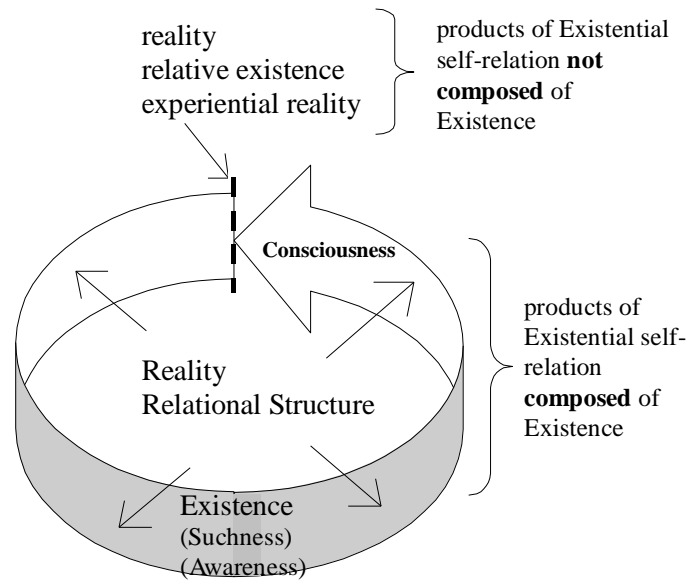 reality
relative existence
experiential reality
products of Existential
self-relation not
composed of
Existence
Consciousness
products of
Existential self-
relation
composed of
Existence
Reality
Relational Structure
Existence
(Suchness)
(Awareness)